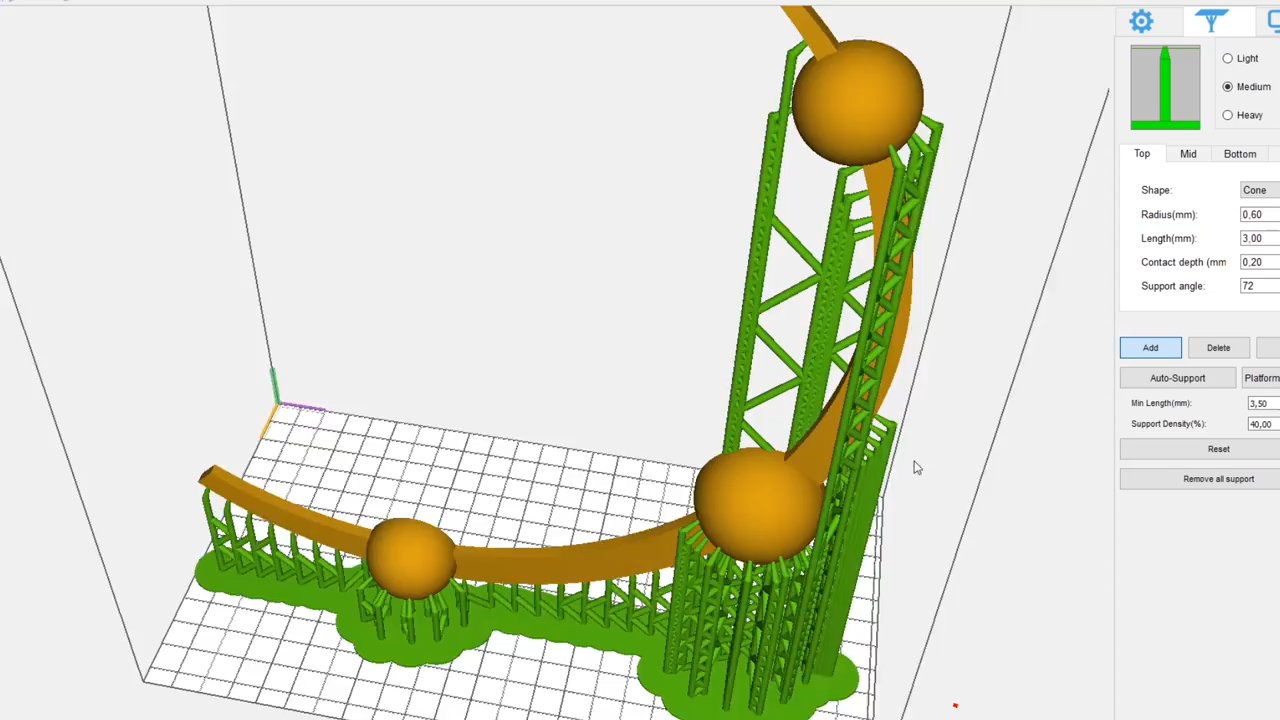 Light
Medium
Heavy
Top Mid Bottom
Shape: Cone
Radius(mm): 0,60
Length(mm): 3,00
Contact depth (mm 0,20
Support angle: 72
Add Delete
Auto-Support Platform
Min Length(mm): 3,50
Support Density(%): 40,00
Reset
Remove all support